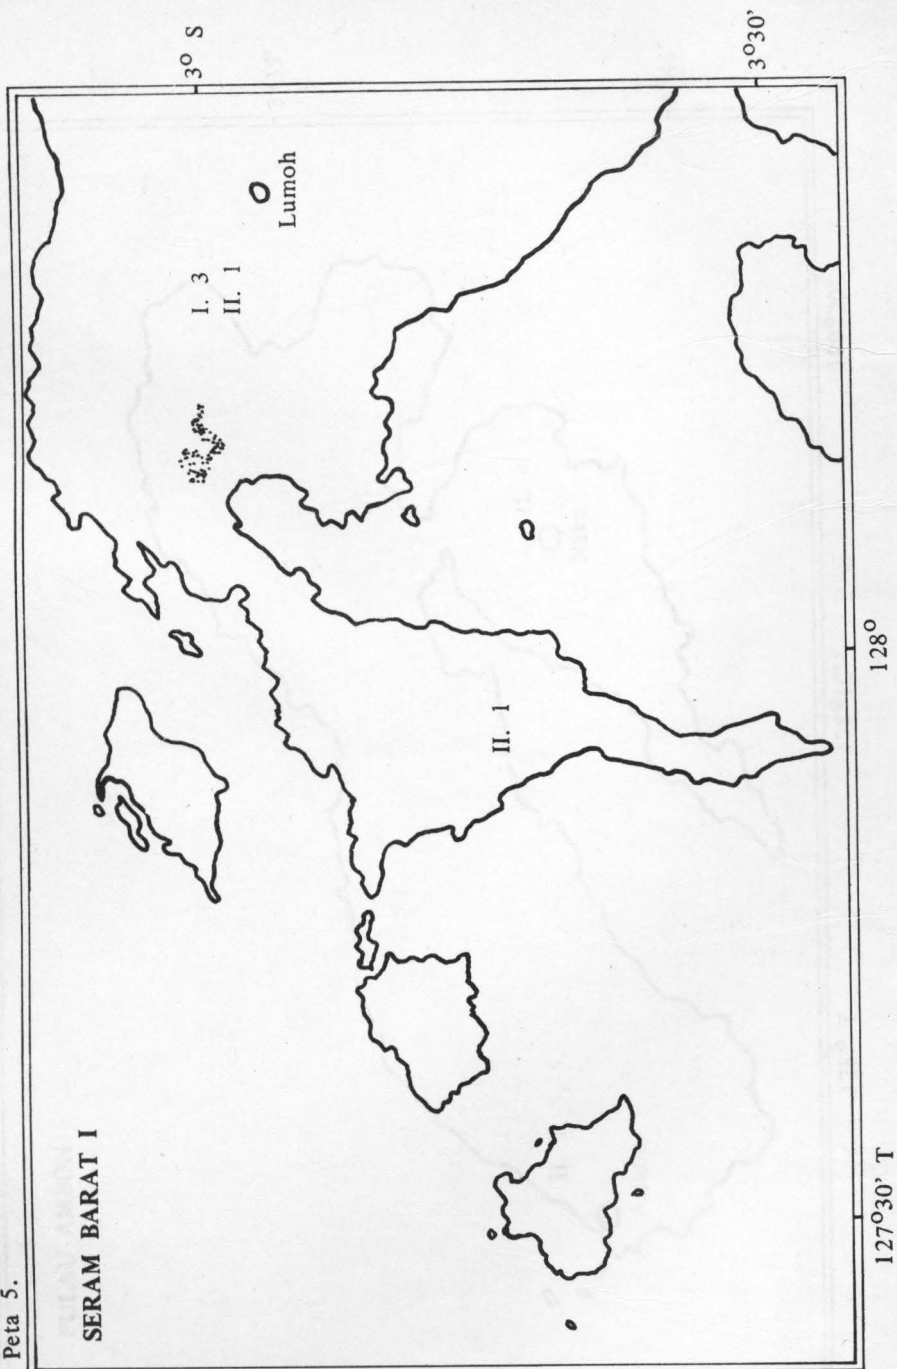 Peta 5.
SERAM BARAT I
3° S
3°30'
I. 3
II. 1
Lumoh
II. 1
127°30' T
128°